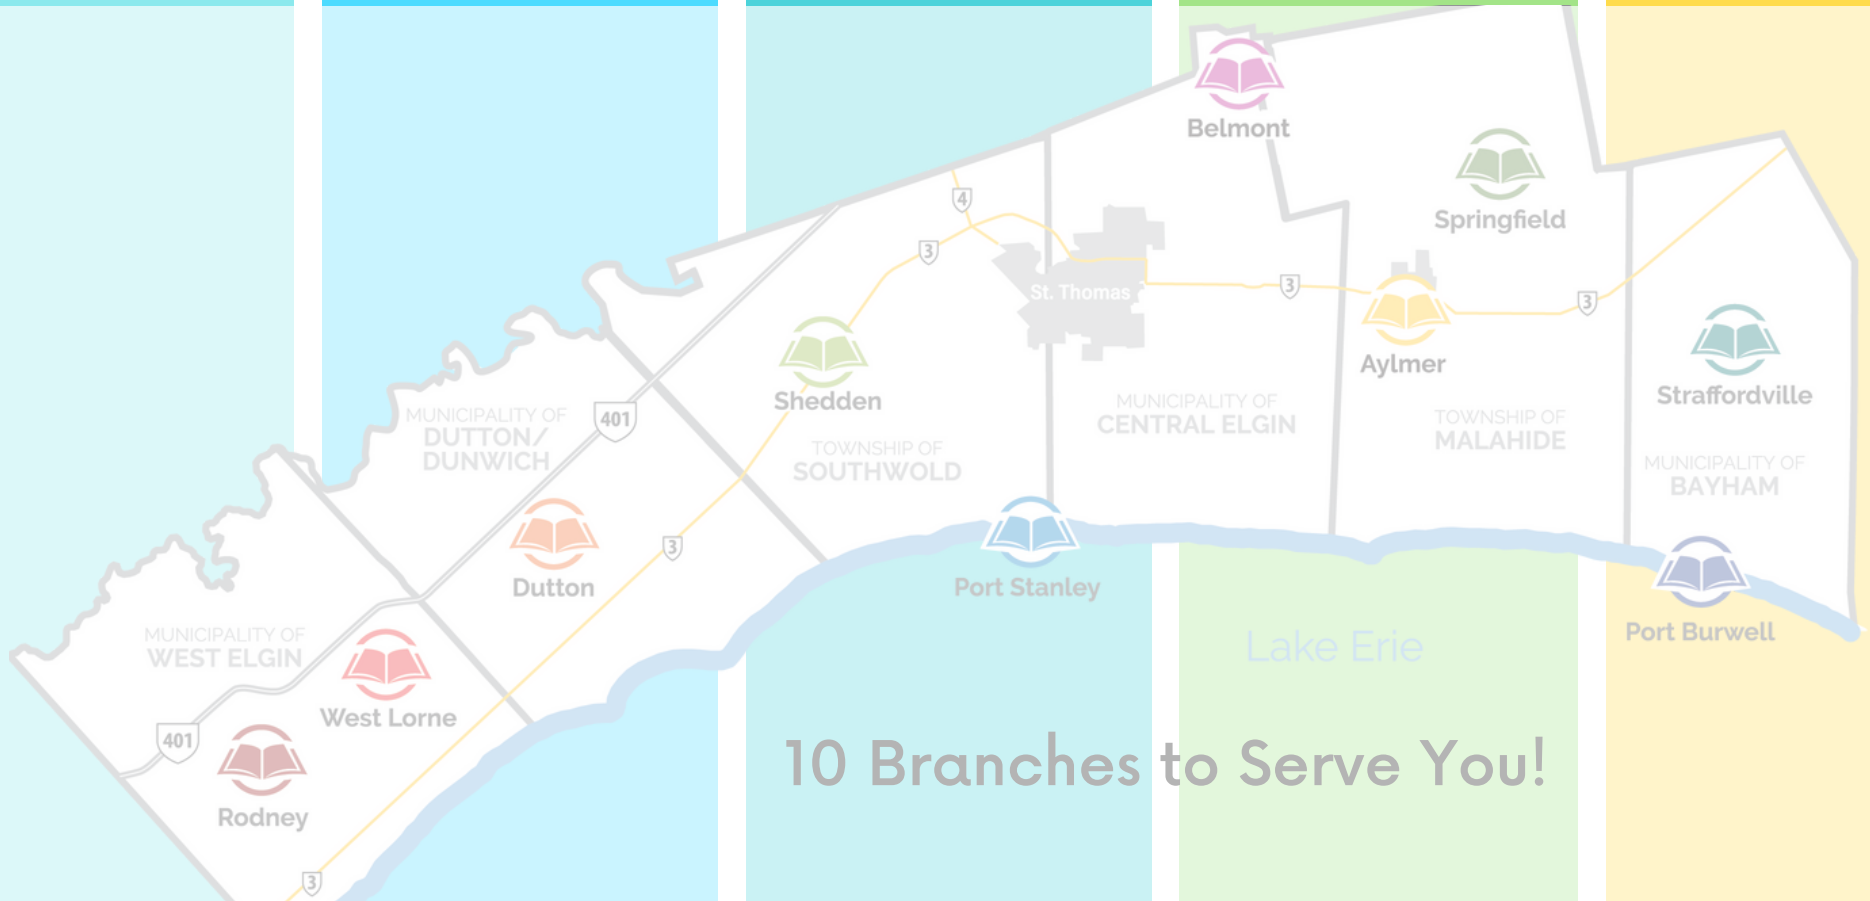 Belmont
Springfield
4
3
St. Thomas
3
3
Aylmer
Straffordville
Shedden
401
MUNICIPALITY OF
DUTTON/
DUNWICH
MUNICIPALITY OF
CENTRAL ELGIN
TOWNSHIP OF
MALAHIDE
TOWNSHIP OF
SOUTHWOLD
MUNICIPALITY OF
BAYHAM
3
Dutton
Port Stanley
Port Burwell
MUNICIPALITY OF
WEST ELGIN
Lake Erie
West Lorne
401
Rodney
10 Branches to Serve You!
3